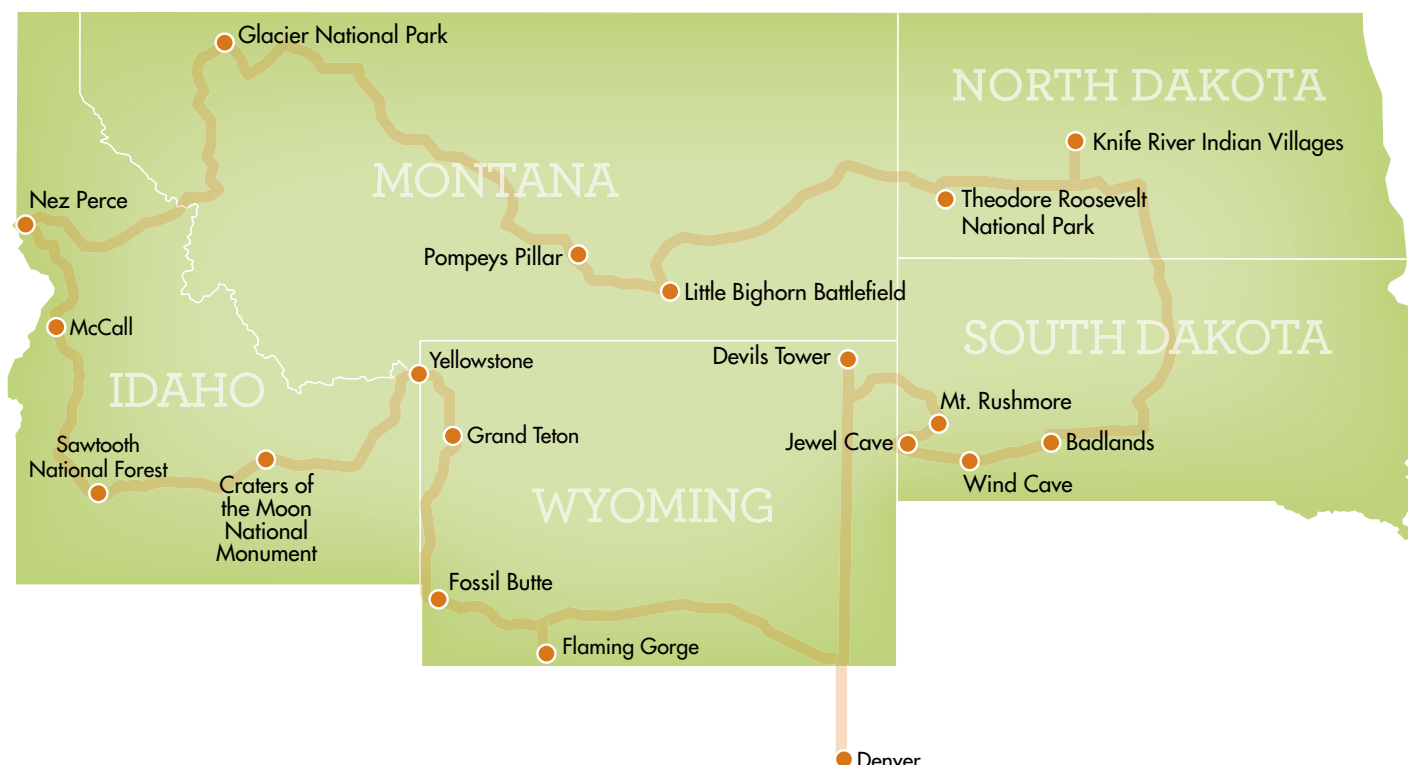 Glacier National Park
NORTH DAKOTA
Knife River Indian Villages
MONTANA
Nez Perce
Theodore Roosevelt
National Park
Pompeys Pillar
Little Bighorn Battlefield
McCall
SOUTH DAKOTA
Yellowstone
Devils Tower
IDAHO
Mt. Rushmore
Grand Teton
Jewel Cave
Badlands
Sawtooth
National Forest
Wind Cave
Craters of
the Moon
National
Monument
WYOMING
Fossil Butte
Flaming Gorge
Denver